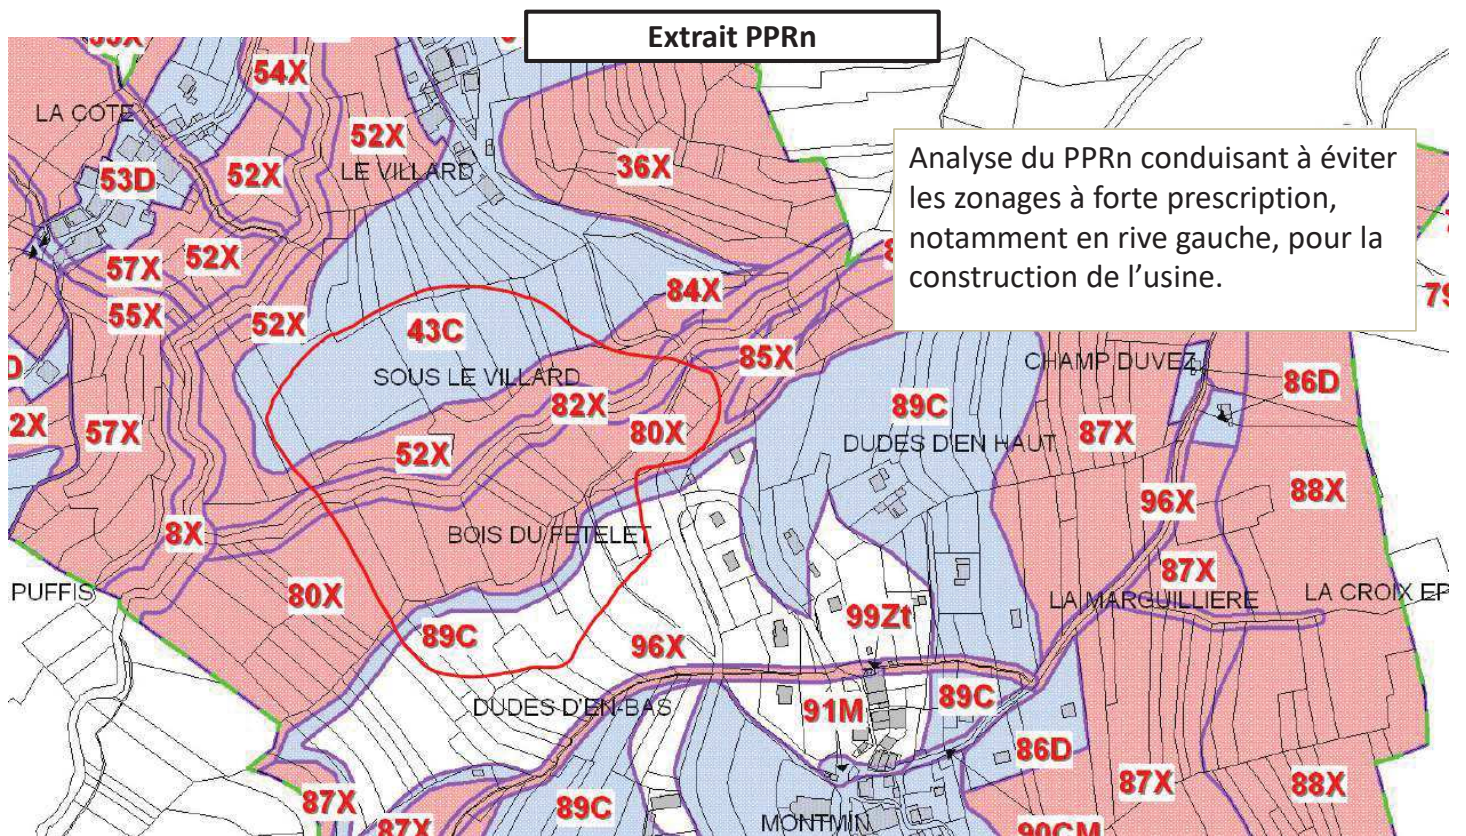 Extrait PPRn
54X
LA COTE
52X
36X
LE VILLARD
53D
52X
Analyse du PPRn conduisant à éviter
les zonages à forte prescription,
notamment en rive gauche, pour la
construction de l’usine.
57X
52X
84X
55X
52X
43C
85X
CHAMP DUVEZ
SOUS LE VILLARD
86D
82X
89C
2X
57X
80X
DUDES D'EN HAUT
87X
52X
96X
88X
8X
BOIS DU FETELET
87X
PUFFIS
80X
LA MARGUILLIERE
LA CROIX EP
99Zt
89C
96X
DUDES D'EN-BAS
91M
89C
86D
87X
88X
87X
89C
87X
MONTMIN
90CM